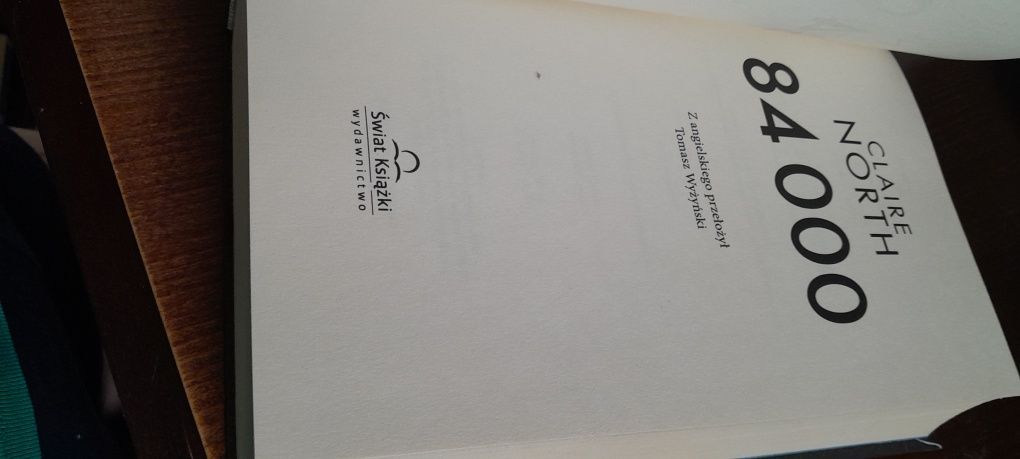 CLAIRE
NORTH
84 000
Z angielskiego przełożył
Tomasz Wyżyński
Świat Książki
wydawnictwo